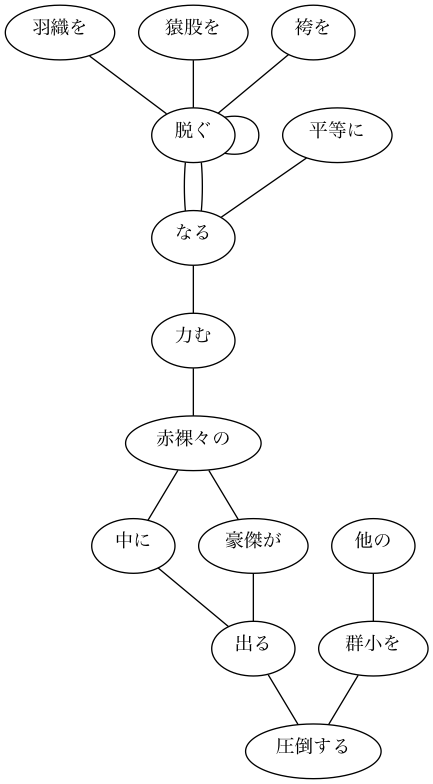 羽織を
猿股を
袴を
脱ぐ
平等に
なる
力む
赤裸々の
中に
豪傑が
他の
出る
群小を
圧倒する